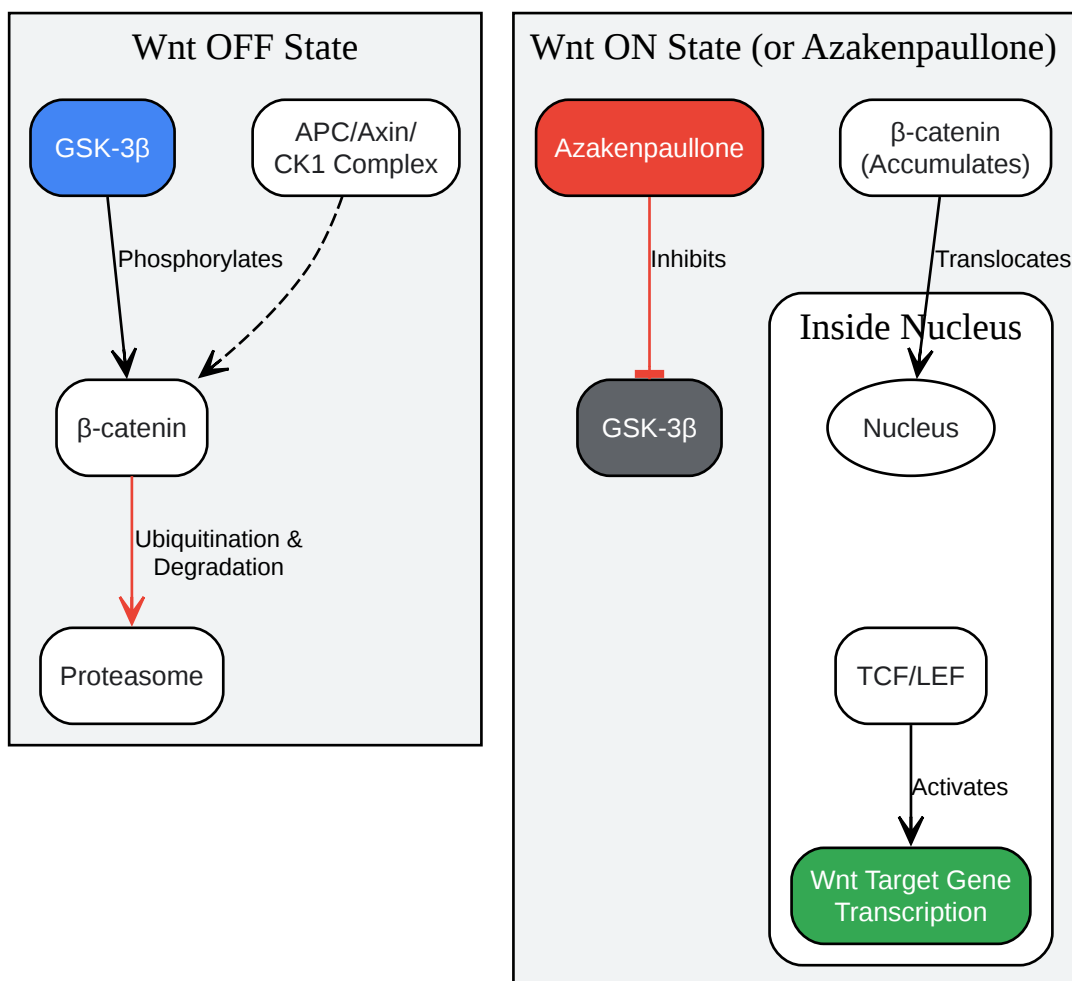 Wnt OFF State
GSK-3β
APC/Axin/
CK1 Complex
Phosphorylates
β-catenin
Ubiquitination &
Degradation
Proteasome
Wnt ON State (or Azakenpaullone)
Azakenpaullone
β-catenin
(Accumulates)
Inhibits
Translocates
Inside Nucleus
GSK-3β
Nucleus
TCF/LEF
Activates
Wnt Target Gene
Transcription